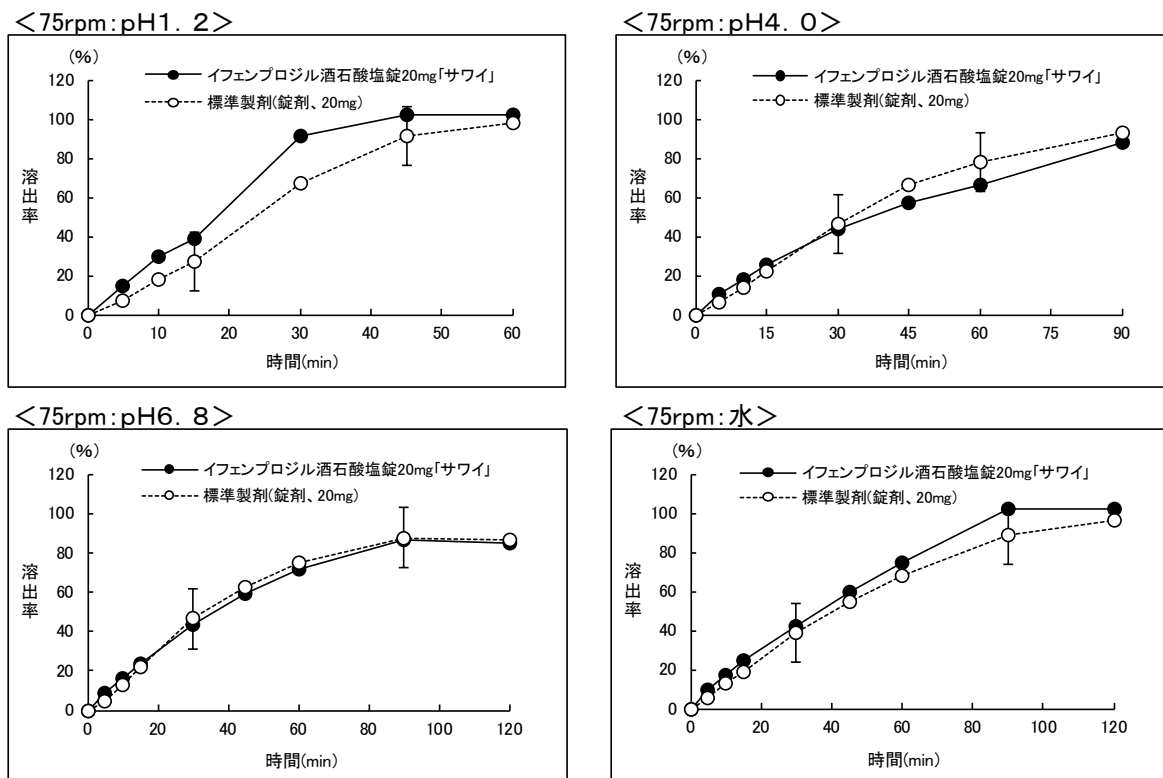 ＜75rpm：pH1．2＞
(%)
120
100
80
60
40
20
0
溶出率
イフェンプロジル酒石酸塩錠20mg「サワイ」
標準製剤(錠剤、20mg)
0 10 20 30 40 50 60
時間(min)
＜75rpm：pH4．0＞
(%)
120
100
80
60
40
20
0
溶出率
イフェンプロジル酒石酸塩錠20mg「サワイ」
標準製剤(錠剤、20mg)
0 15 30 45 60 75 90
時間(min)
＜75rpm：pH6．8＞
(%)
120
100
80
60
40
20
0
溶出率
イフェンプロジル酒石酸塩錠20mg「サワイ」
標準製剤(錠剤、20mg)
0 20 40 60 80 100 120
時間(min)
＜75rpm：水＞
(%)
120
100
80
60
40
20
0
溶出率
イフェンプロジル酒石酸塩錠20mg「サワイ」
標準製剤(錠剤、20mg)
0 20 40 60 80 100 120
時間(min)